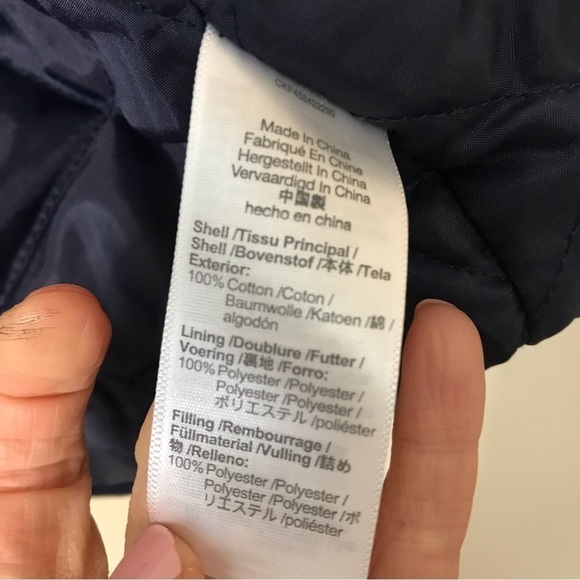 CKP458422290
Made In China
Fabriqué En Chine
Hergestellt In China
Vervaardigd In China
中国製
hecho en china
Shell /Tissu Principal /
Shell /Bovenstof /本体 /Tela
Exterior:
100% Cotton /Coton /
Baumwolle /Katoen /綿 /
algodón
Lining /Doublure /Futter /
Voering /裏地 /Forro:
100% Polyester /Polyester /
Polyester /Polyester /
ポリエステル /poliéster
Filling /Rembourrage /
Füllmaterial /Vulling /詰め
物 /Relleno:
100% Polyester /Polyester /
Polyester /Polyester /ポ
リエステル /poliéster